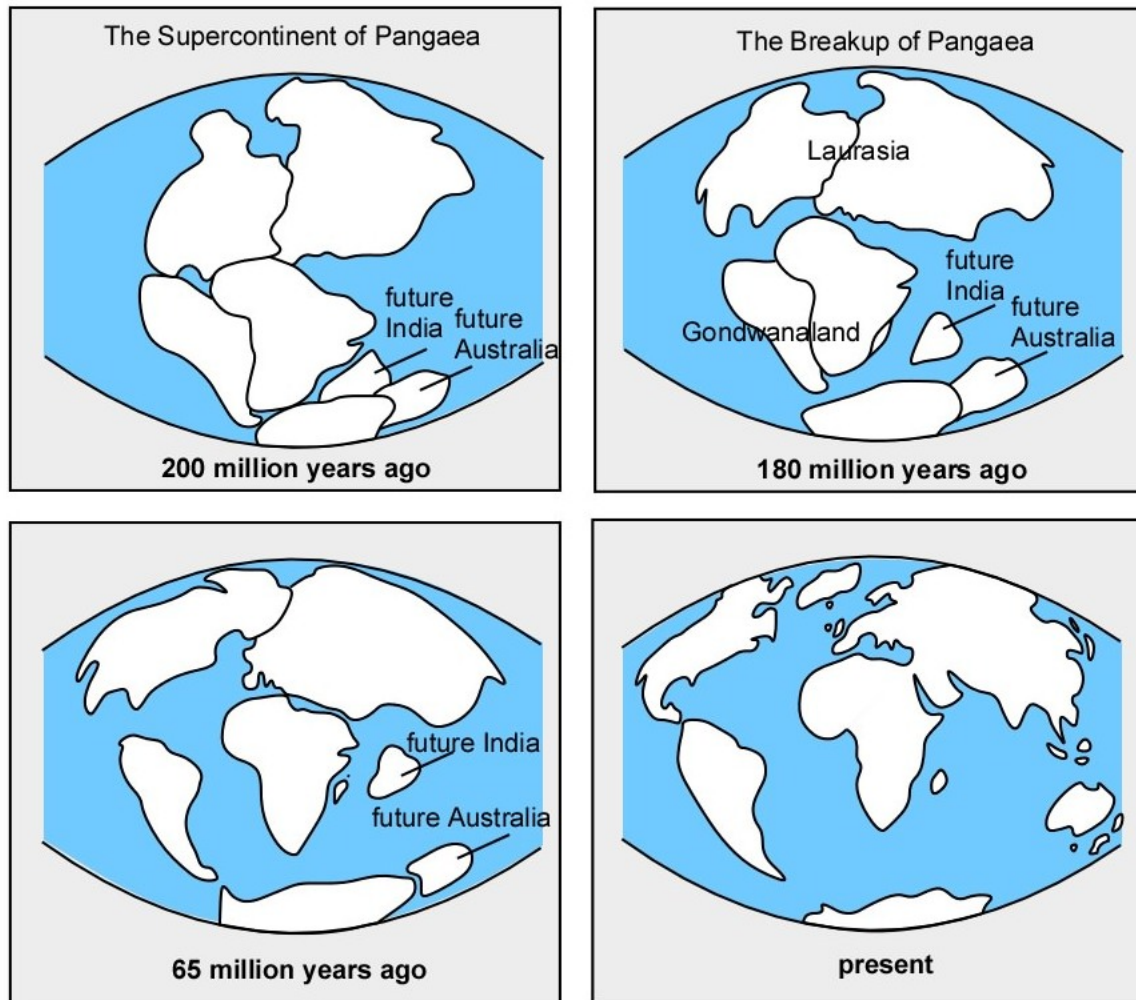 The Supercontinent of Pangaea
future
India
future
Australia
200 million years ago
The Breakup of Pangaea
Laurasia
future
India
future
Australia
Gondwanaland
180 million years ago
future India
future Australia
65 million years ago
present